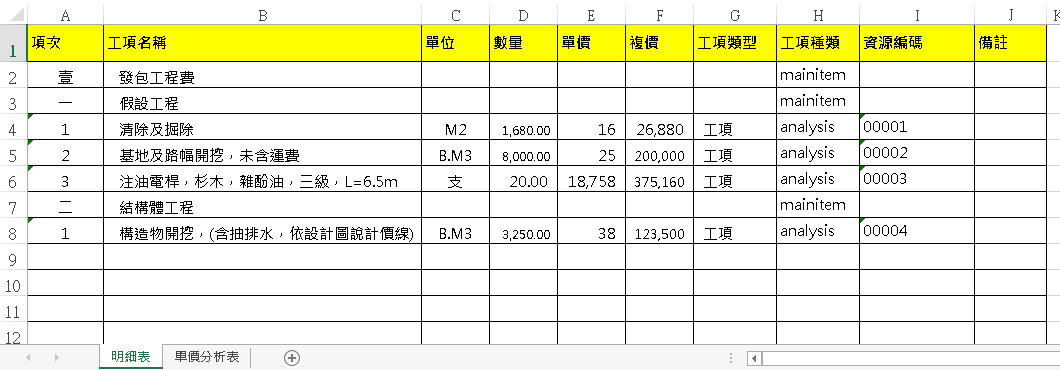 A B C D E F G H I J K
1 項次 工項名稱 單位 數量 單價 複價 工項類型 工項種類 資源編碼 備註
2 壹 發包工程費 mainitem
3 一 假設工程 mainitem
4 1 清除及掘除 M2 1,680.00 16 26,880 工項 analysis 00001
5 2 基地及路幅開挖，未含運費 B.M3 8,000.00 25 200,000 工項 analysis 00002
6 3 注油電桿，杉木，雜酚油，三級，L=6.5m 支 20.00 18,758 375,160 工項 analysis 00003
7 二 結構體工程 mainitem
8 1 構造物開挖，(含抽排水，依設計圖說計價線) B.M3 3,250.00 38 123,500 工項 analysis 00004
9
10
11
12
明細表 單價分析表